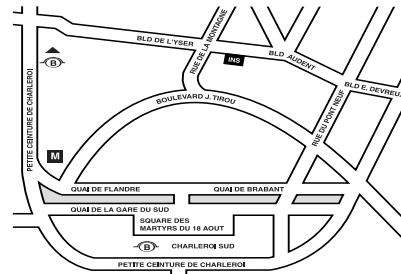 BLD DE L'YSER
RUE DE LA MONTAGNE
INS
BLD AUDENT
BLD E. DEVREUX
B
PETITE CEINTURE DE CHARLEROI
BOULEVARD J. TIROU
RUE DU PONT NEUF
M
QUAI DE FLANDRE
QUAI DE BRABANT
QUAI DE LA GARE DU SUD
SQUARE DES
MARTYRS DU 18 AOUT
B
CHARLEROI SUD
PETITE CEINTURE DE CHARLEROI